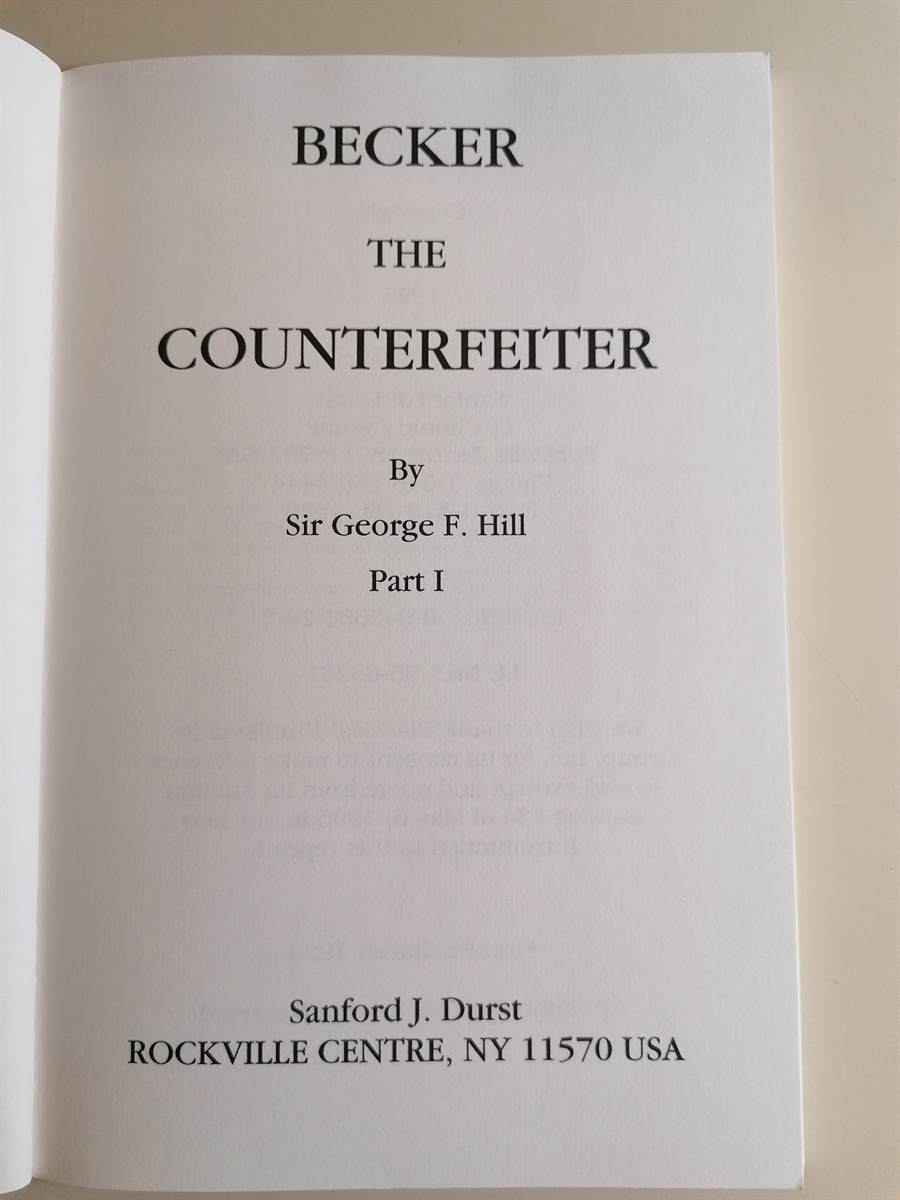 BECKER
THE
COUNTERFEITER
By
Sir George F. Hill
Part I
Sanford J. Durst
ROCKVILLE CENTRE, NY 11570 USA